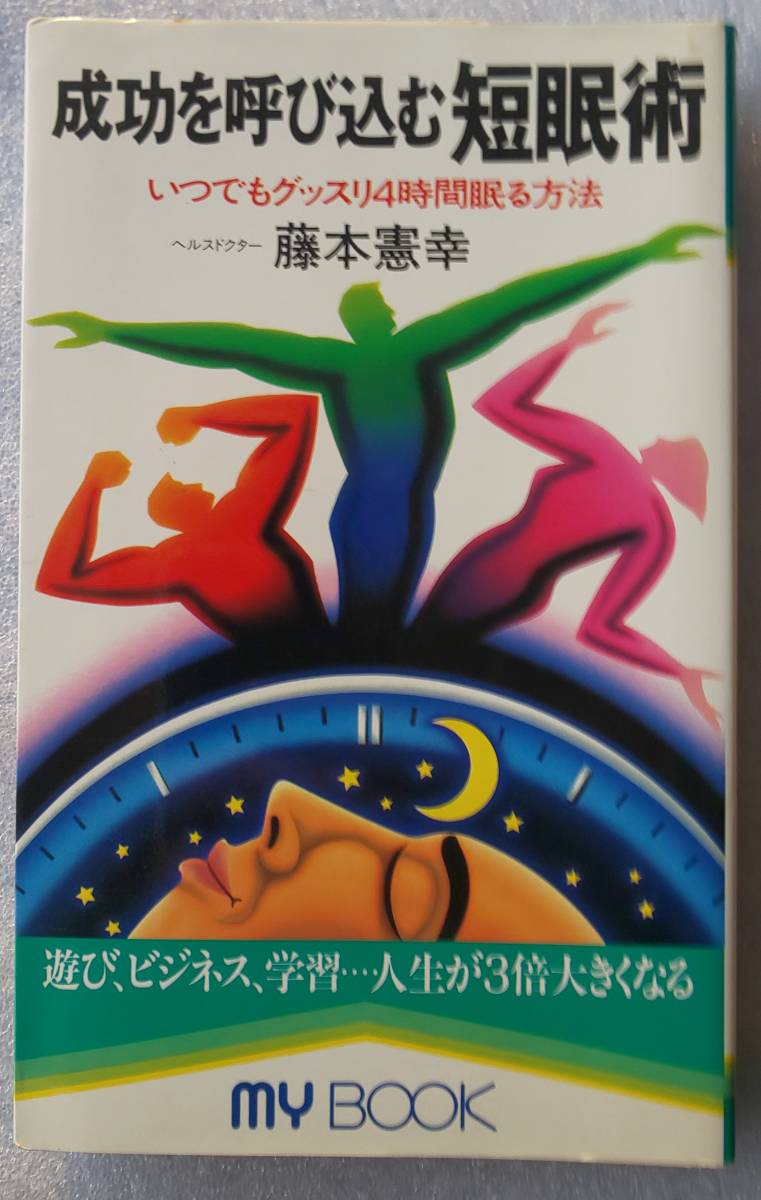 成功を呼び込む短眠術
いつでもグッスリ4時間眠る方法
ヘルスドクター 藤本憲幸
遊び、ビジネス、学習‥‥人生が3倍大きくなる
MY BOOK